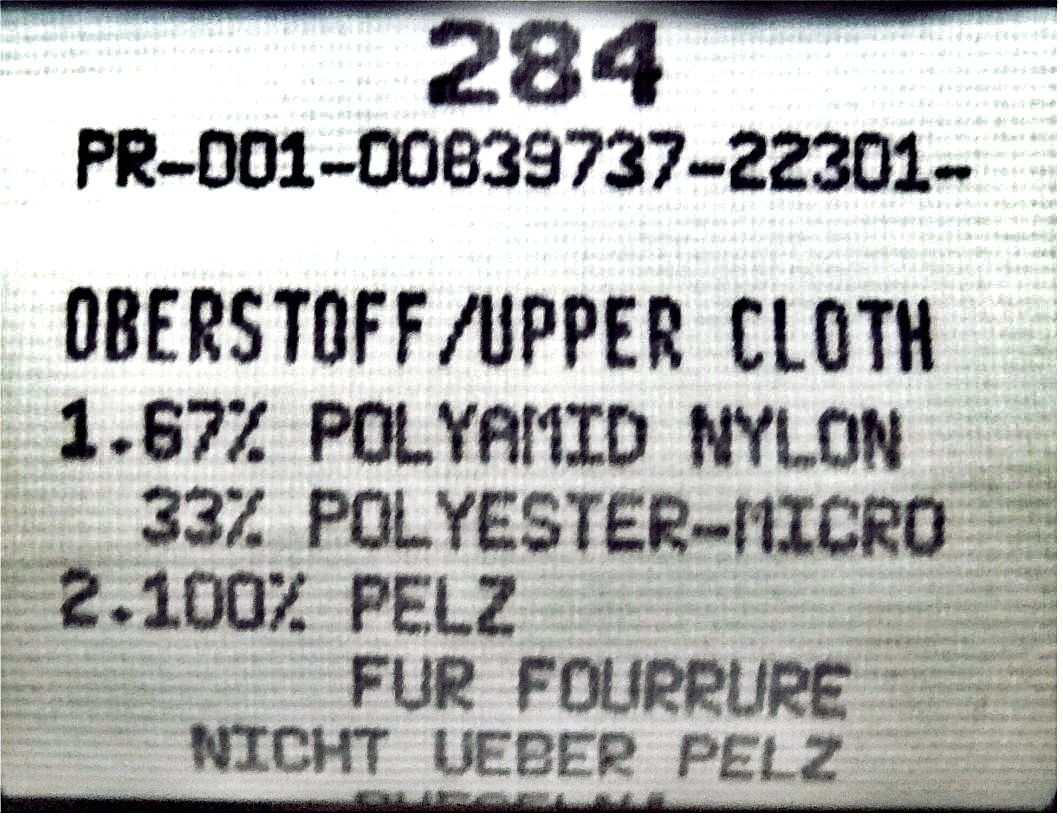 284
PR-001-00839737-22301-
OBERSTOFF/UPPER CLOTH
1.67% POLYAMID NYLON
33% POLYESTER-MICRO
2.100% PELZ
FUR FOURRURE
NICHT UEBER PELZ